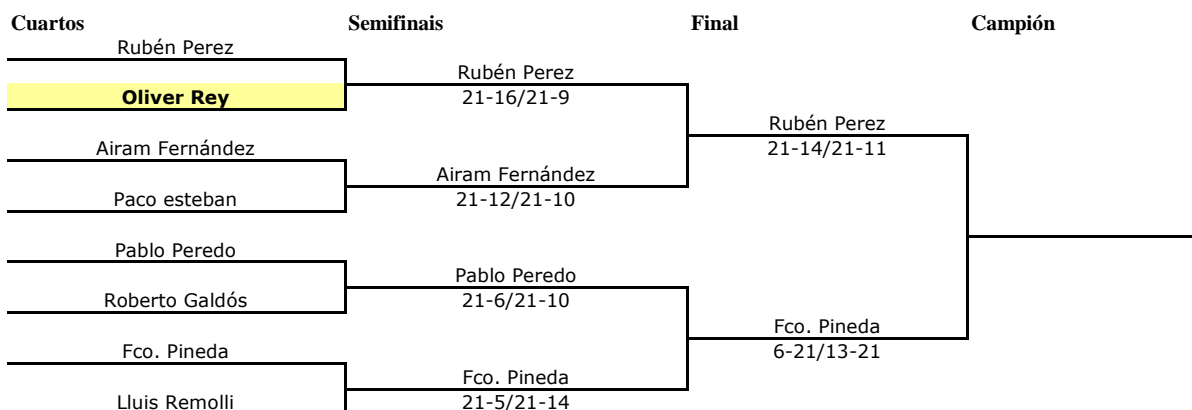 Cuartos Semifinais Final Campión
Rubén Perez
Rubén Perez
Oliver Rey
21-16/21-9
Rubén Perez
Airam Fernández
21-14/21-11
Airam Fernández
Paco esteban
21-12/21-10
Pablo Peredo
Pablo Peredo
Roberto Galdós
21-6/21-10
Fco. Pineda
Fco. Pineda
6-21/13-21
Fco. Pineda
Lluis Remolli
21-5/21-14